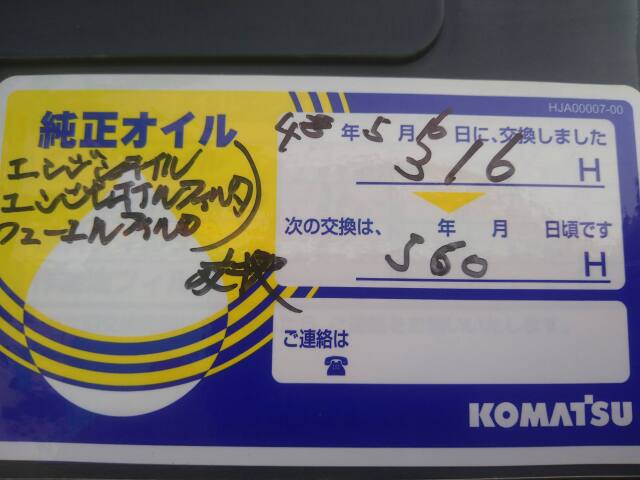 HJA00007-00
純正オイル
エンジンオイル
エンジンオイルフィルタ
フューエルフィルタ
交換
年5月6日に、交換しました
316 H
次の交換は、 年 月 日頃です
560 H
ご連絡は
KOMATSU